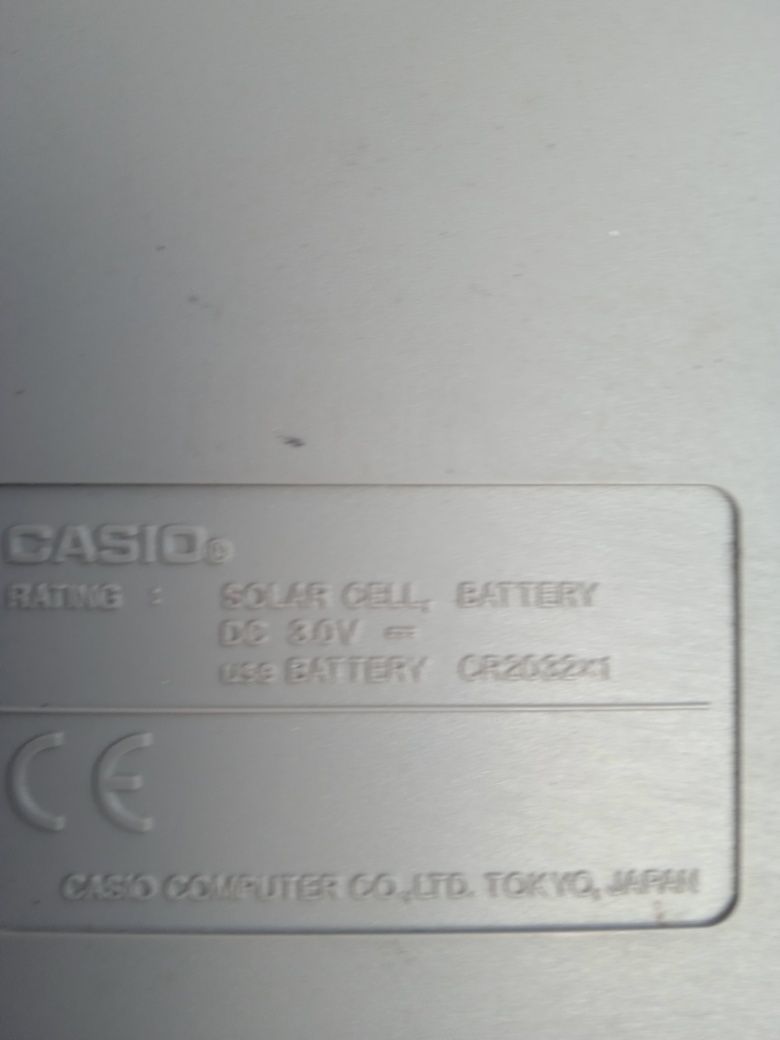 CASIO®
RATING : SOLAR CELL, BATTERY
DC 3.0V ⎓
use BATTERY CR2032×1
CE
CASIO COMPUTER CO.,LTD. TOKYO, JAPAN